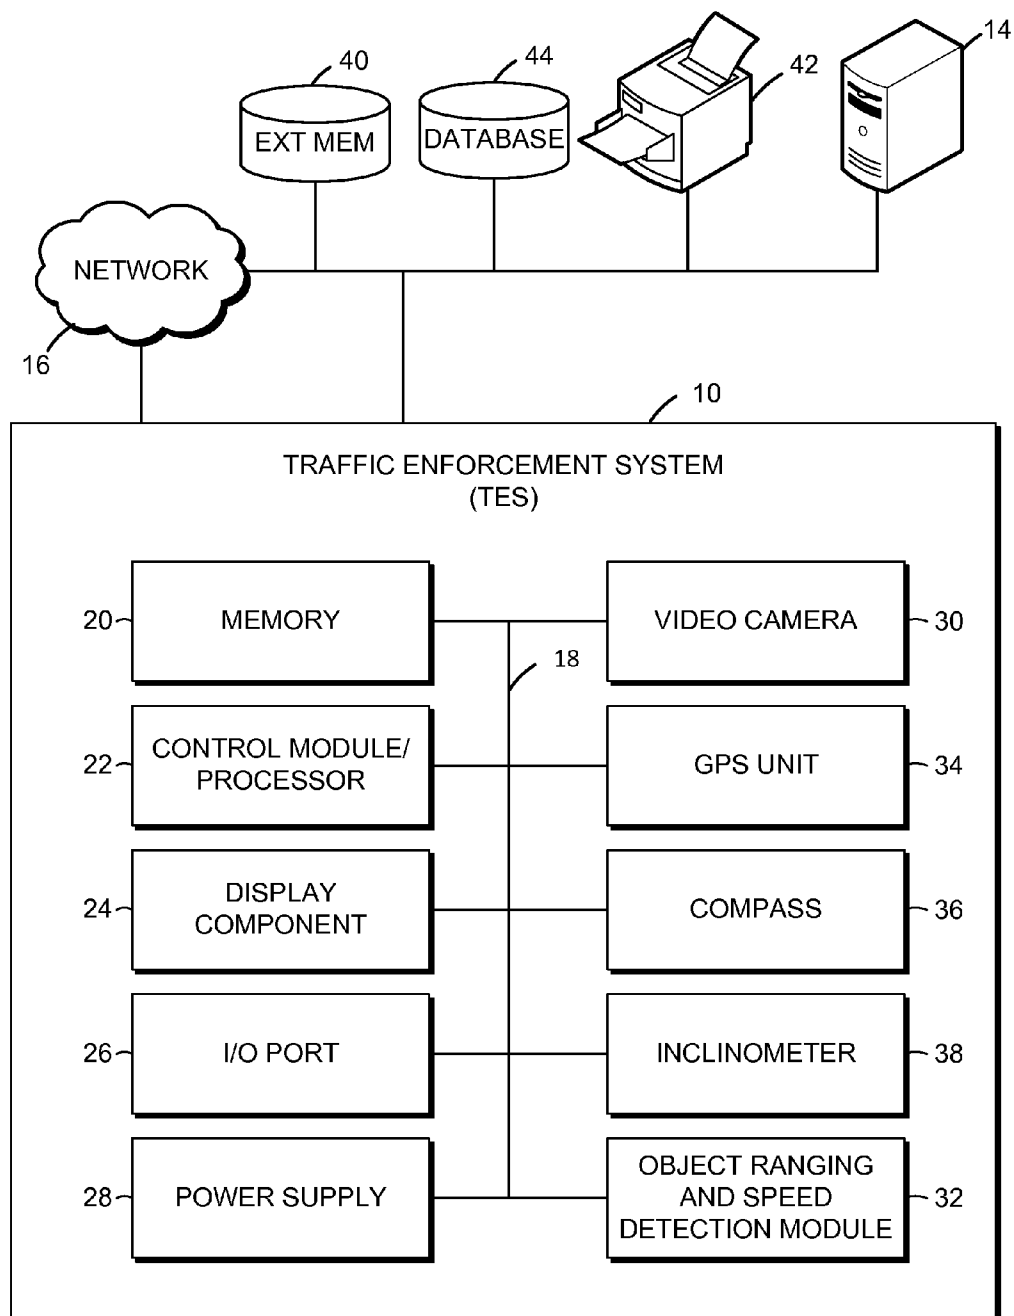 40
44
42
14
EXT MEM
DATABASE
NETWORK
16
10
TRAFFIC ENFORCEMENT SYSTEM
(TES)
20
MEMORY
VIDEO CAMERA
30
18
22
CONTROL MODULE/
PROCESSOR
GPS UNIT
34
24
DISPLAY
COMPONENT
COMPASS
36
26
I/O PORT
INCLINOMETER
38
28
POWER SUPPLY
OBJECT RANGING
AND SPEED
DETECTION MODULE
32